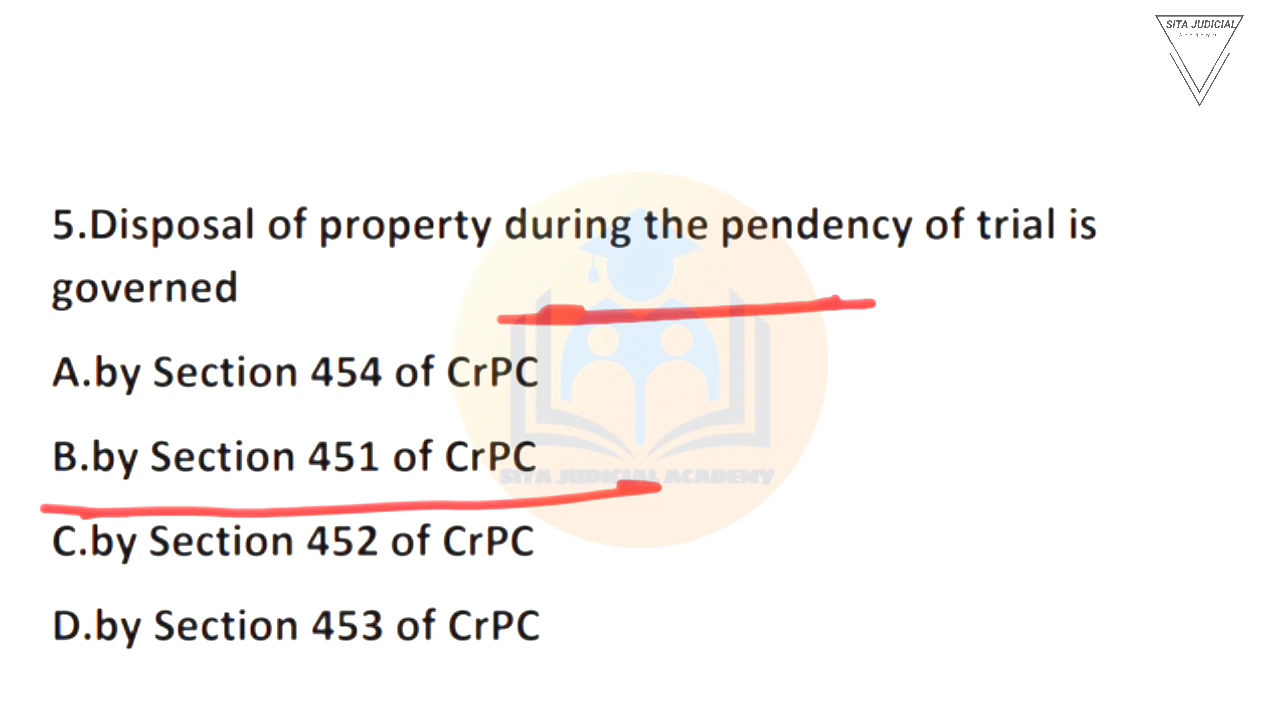 SITA JUDICIAL
Academy
5.Disposal of property during the pendency of trial is
governed
A.by Section 454 of CrPC
B.by Section 451 of CrPC
C.by Section 452 of CrPC
D.by Section 453 of CrPC
SITA JUDICIAL ACADEMY